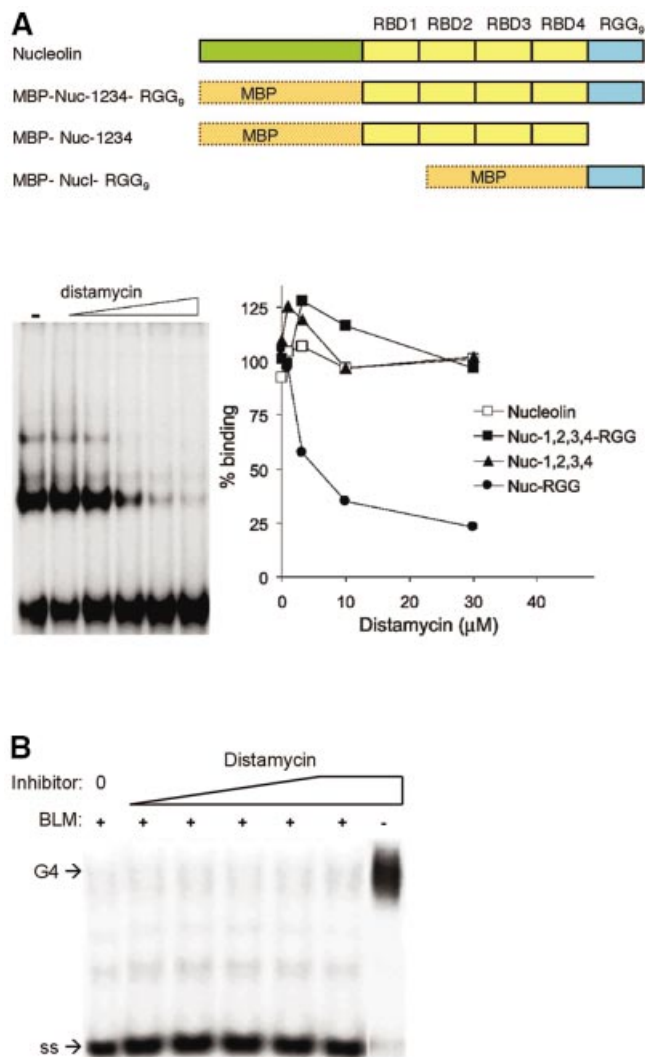 A
RBD1 RBD2 RBD3 RBD4 RGG₉
Nucleolin
MBP-Nuc-1234- RGG₉ MBP
MBP- Nuc-1234 MBP
MBP- Nucl- RGG₉ MBP
distamycin
-
125
100
75
50
25
0
% binding
0 10 20 30 40
Distamycin (µM)
Nucleolin
Nuc-1,2,3,4-RGG
Nuc-1,2,3,4
Nuc-RGG
B
Distamycin
Inhibitor: 0
BLM: + + + + + + -
G4 →
ss →